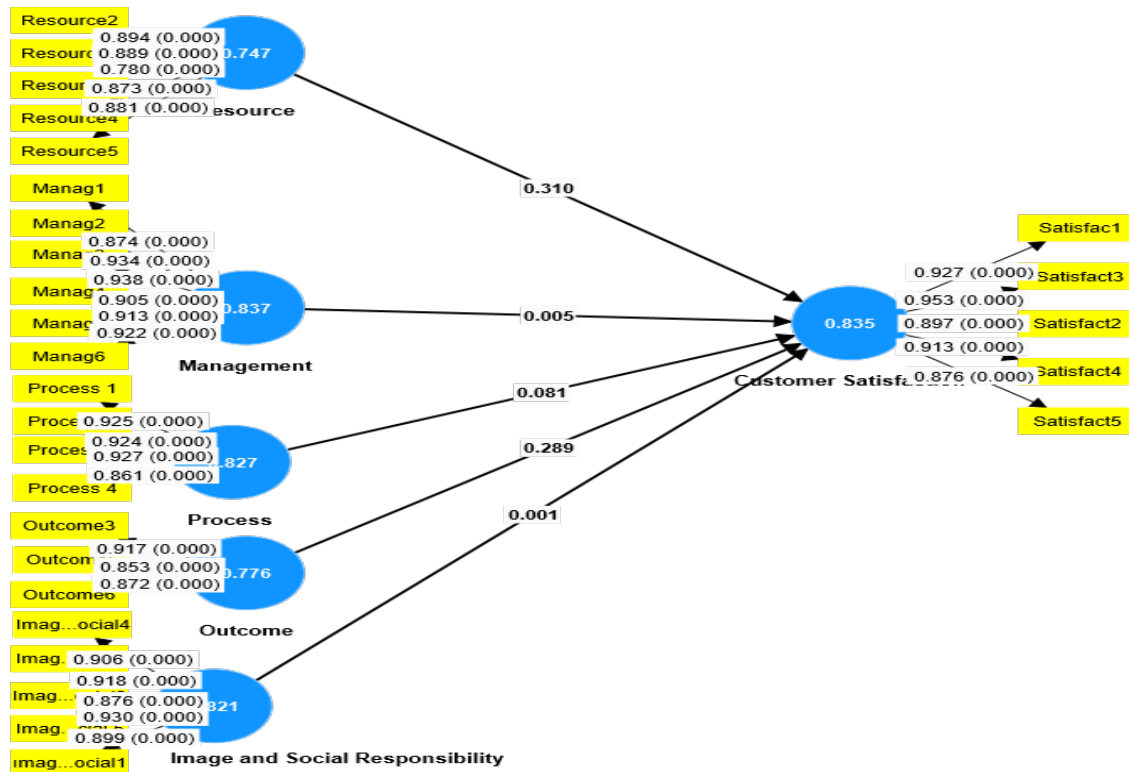 Resource2
0.894 (0.000)
0.889 (0.000)
0.747
0.780 (0.000)
0.873 (0.000)
0.881 (0.000)
Resource4
Resource5
0.310
Manag1
Manag2
0.874 (0.000)
0.934 (0.000)
0.938 (0.000)
0.905 (0.000)
0.913 (0.000)
0.922 (0.000)
0.837
Manag6
Management
0.005
Satisfac1
0.927 (0.000)
Satisfact3
0.953 (0.000)
0.835
0.897 (0.000)
Satisfact2
0.913 (0.000)
Satisfact4
0.876 (0.000)
Customer
Satisfact5
Process 1
0.925 (0.000)
0.924 (0.000)
0.927 (0.000)
0.861 (0.000)
.827
Process 4
Process
0.081
Outcome3
0.917 (0.000)
0.853 (0.000)
0.872 (0.000)
0.776
Outcome6
Outcome
0.289
Imag...ocial4
0.906 (0.000)
0.918 (0.000)
0.876 (0.000)
0.930 (0.000)
0.899 (0.000)
821
Imag...ocial1
Image and Social Responsibility
0.001